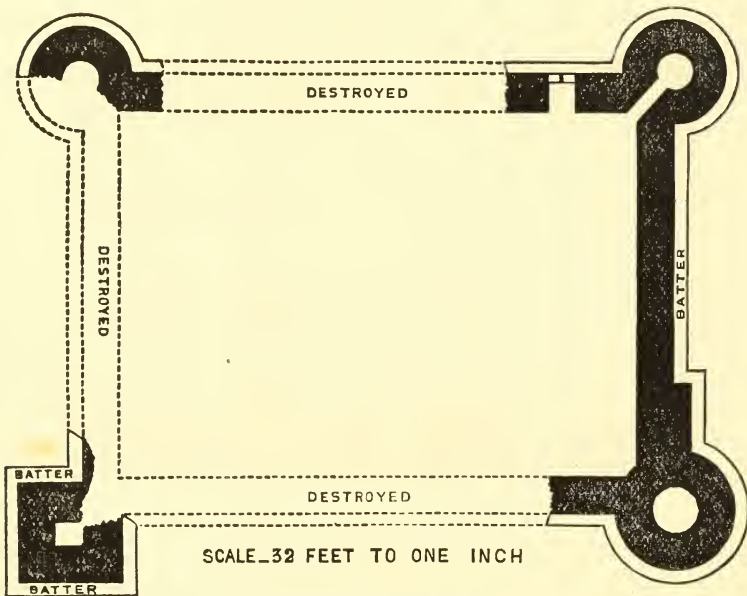 DESTROYED
DESTROYED
BATTER
BATTER
DESTROYED
SCALE_32 FEET TO ONE INCH
BATTER